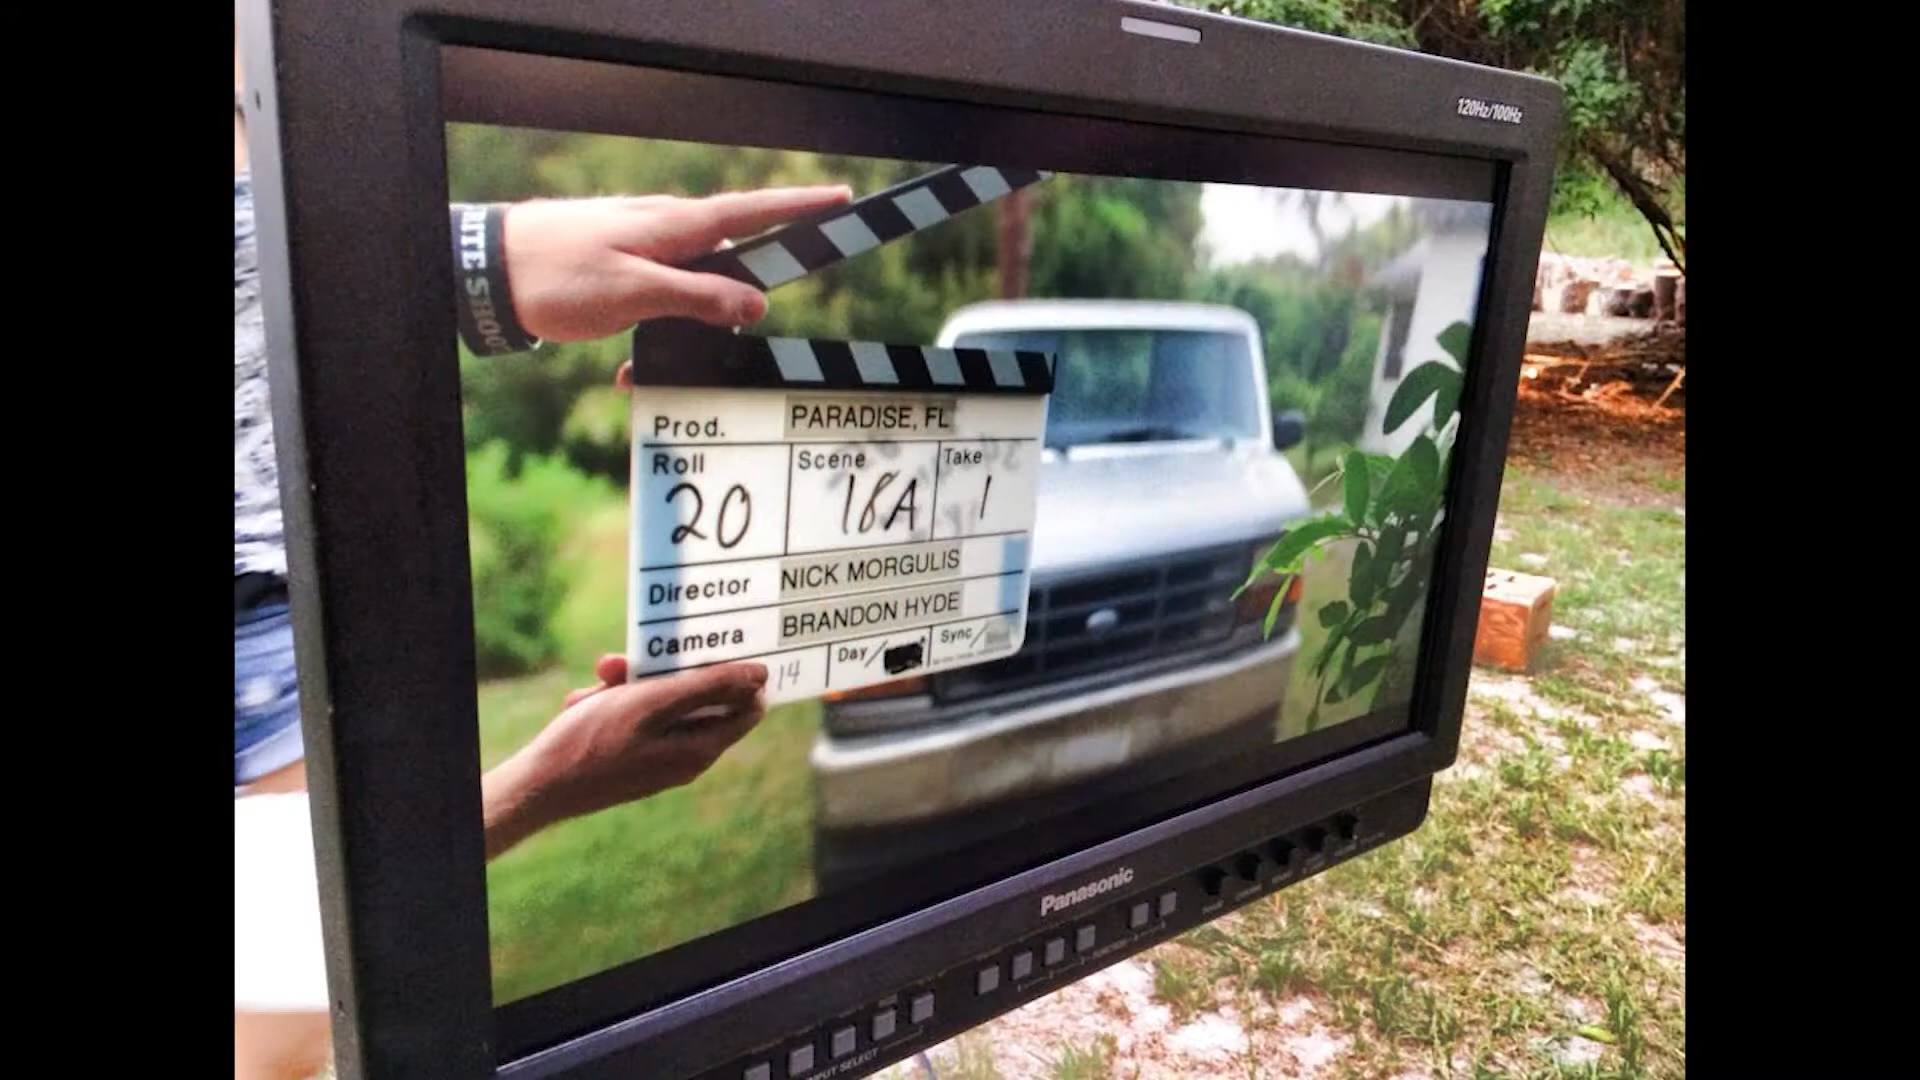 120Hz/100Hz
Prod. PARADISE, FL
Roll Scene Take
20 18A 1
Director NICK MORGULIS
Camera BRANDON HYDE
14 Day Sync
Panasonic
INPUT SELECT